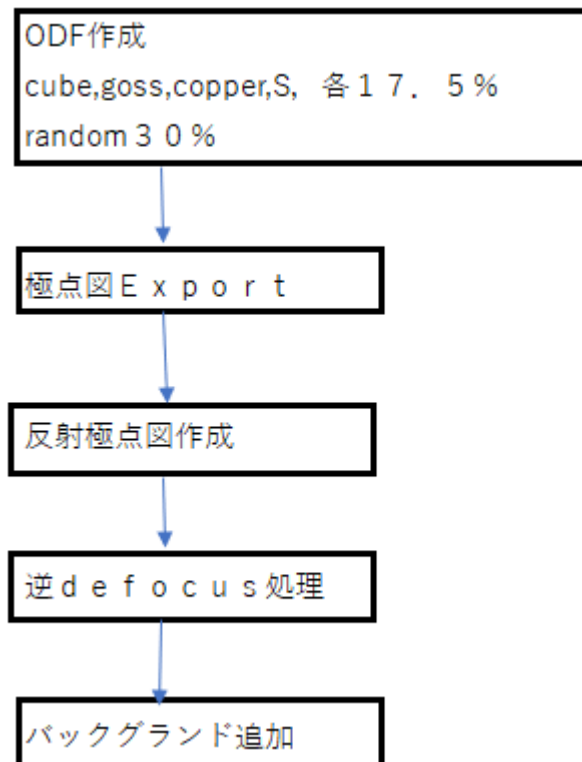 ODF作成
cube,goss,copper,S, 各１７．５％
random３０％
極点図Ｅｘｐｏｒｔ
反射極点図作成
逆ｄｅｆｏｃｕｓ処理
バックグランド追加